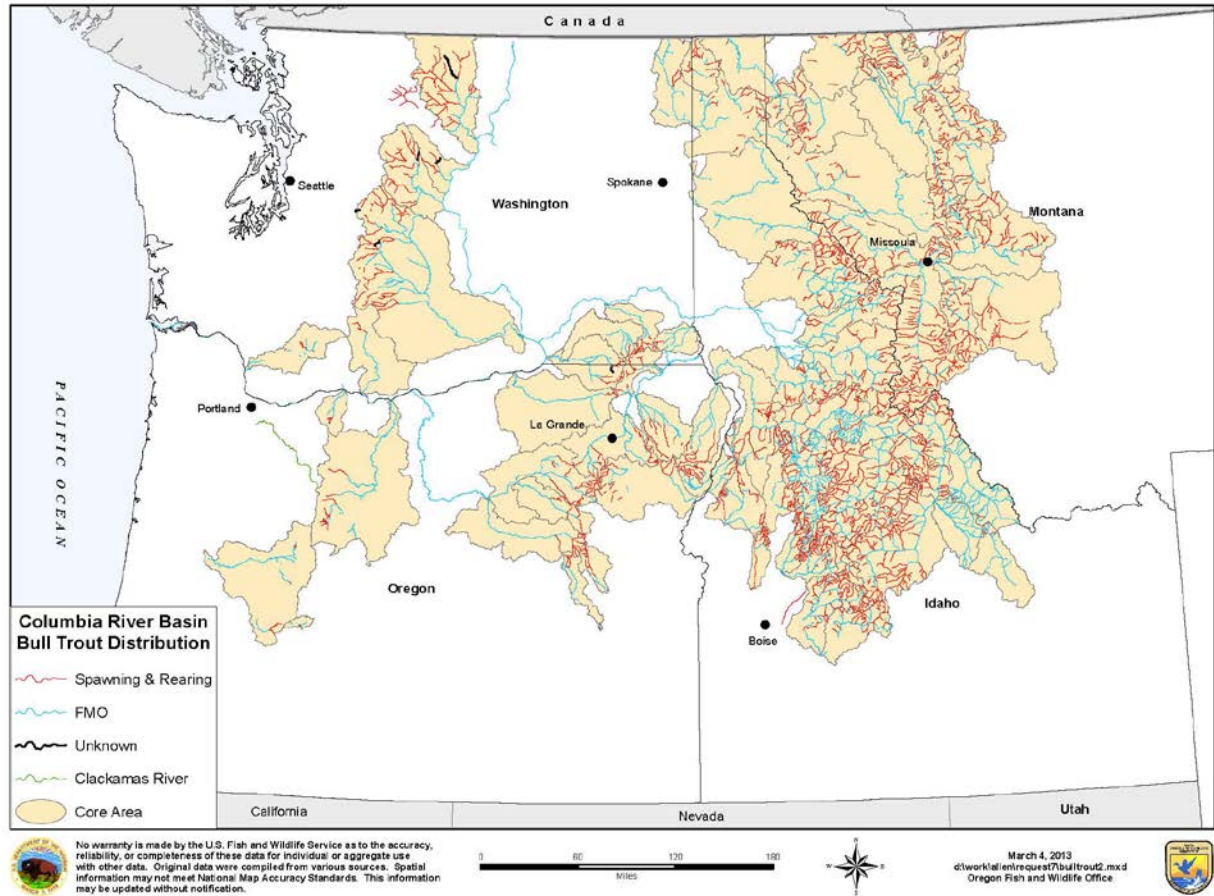 Canada
Seattle
Spokane
Washington
Montana
Missoula
PACIFIC OCEAN
Portland
La Grande
Oregon
Idaho
Boise
Columbia River Basin
Bull Trout Distribution
Spawning & Rearing
FMO
Unknown
Clackamas River
Core Area
California
Nevada
Utah
No warranty is made by the U.S. Fish and Wildlife Service as to the accuracy,
reliability, or completeness of these data for individual or aggregate use
with other data. Original data were compiled from various sources. Spatial
information may not meet National Map Accuracy Standards. This information
may be updated without notification.
0 60 120 180
Miles
N
W E
S
March 4, 2013
d:\work\allen\request7\bulltrout2.mxd
Oregon Fish and Wildlife Office